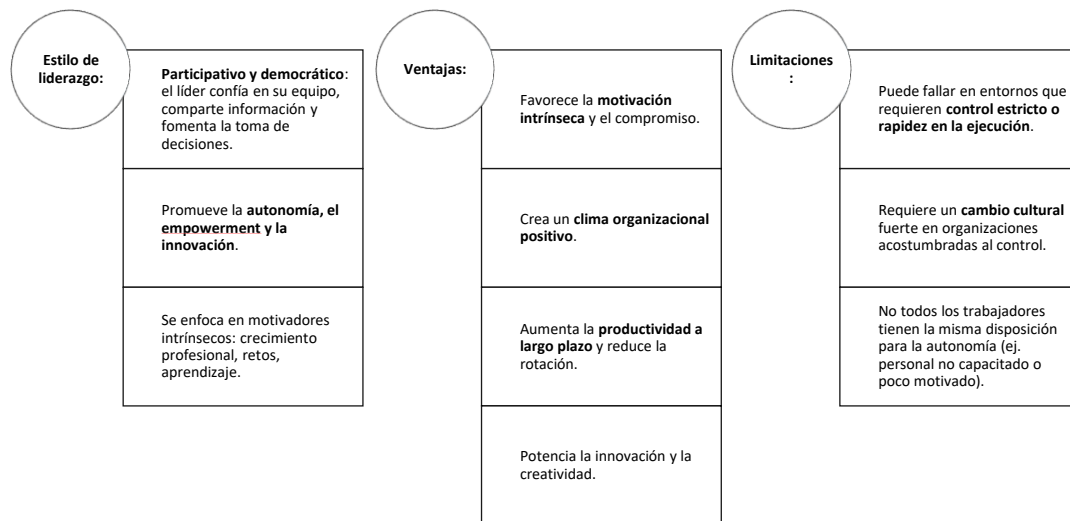 Estilo de
liderazgo:
Participativo y democrático:
el líder confía en su equipo,
comparte información y
fomenta la toma de
decisiones.
Promueve la autonomía, el
empowerment y la
innovación.
Se enfoca en motivadores
intrínsecos: crecimiento
profesional, retos,
aprendizaje.
Ventajas:
Favorece la motivación
intrínseca y el compromiso.
Crea un clima organizacional
positivo.
Aumenta la productividad a
largo plazo y reduce la
rotación.
Potencia la innovación y la
creatividad.
Limitaciones
:
Puede fallar en entornos que
requieren control estricto o
rapidez en la ejecución.
Requiere un cambio cultural
fuerte en organizaciones
acostumbradas al control.
No todos los trabajadores
tienen la misma disposición
para la autonomía (ej.
personal no capacitado o
poco motivado).